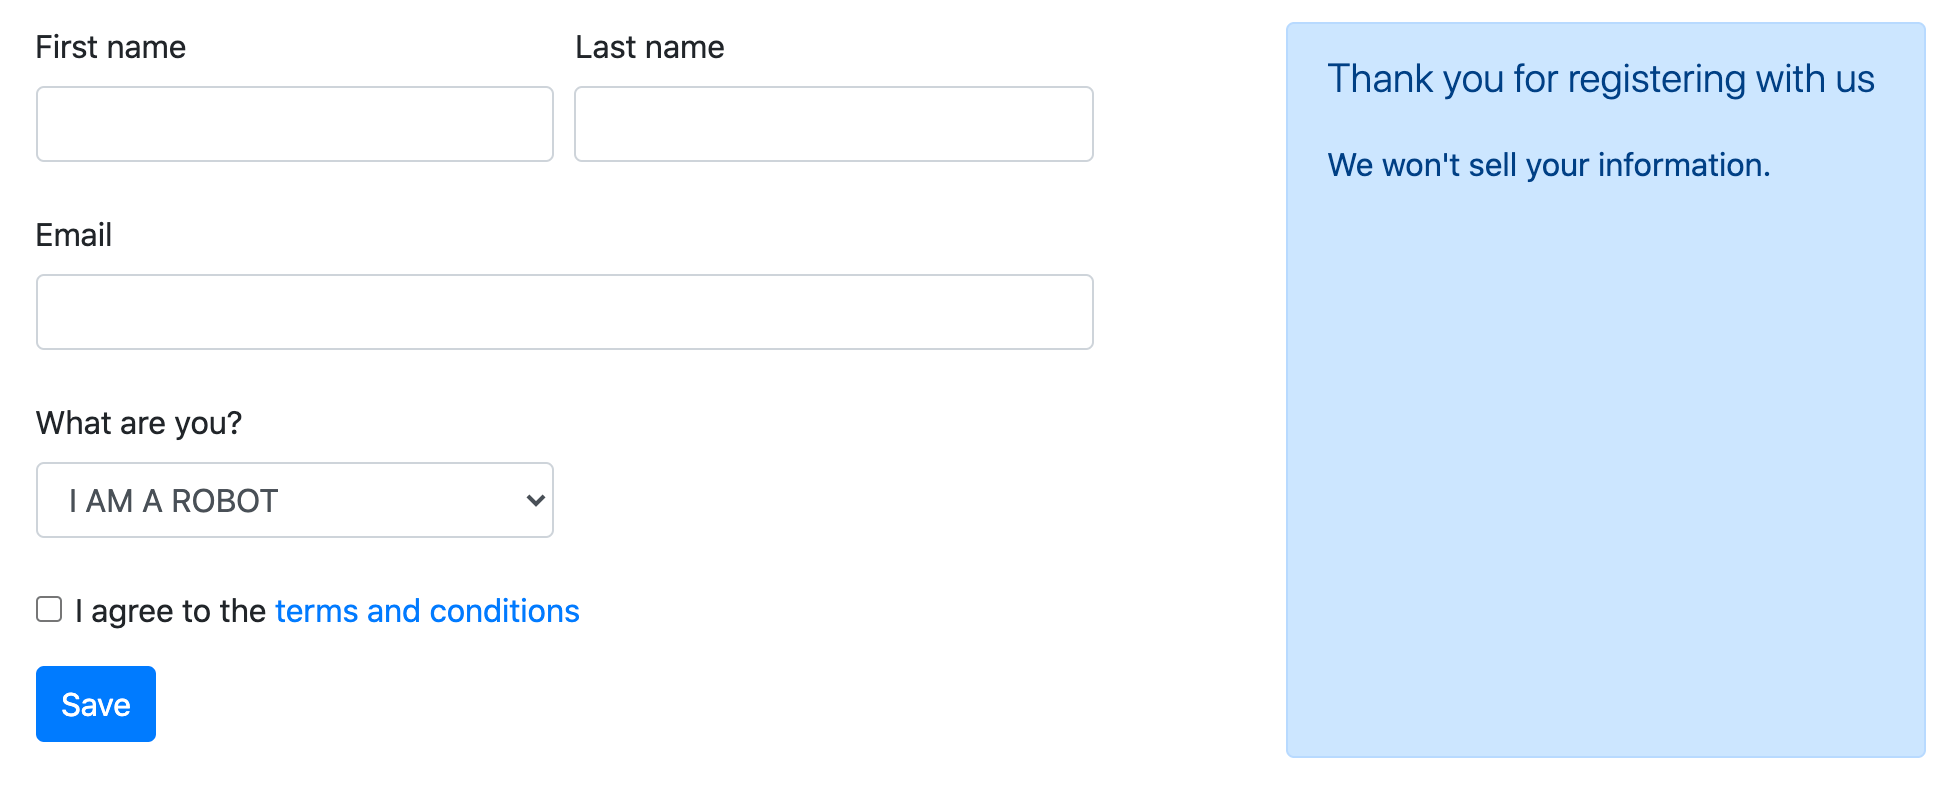 First name
Last name
Email
What are you?
I AM A ROBOT
I agree to the terms and conditions
Save
Thank you for registering with us
We won't sell your information.